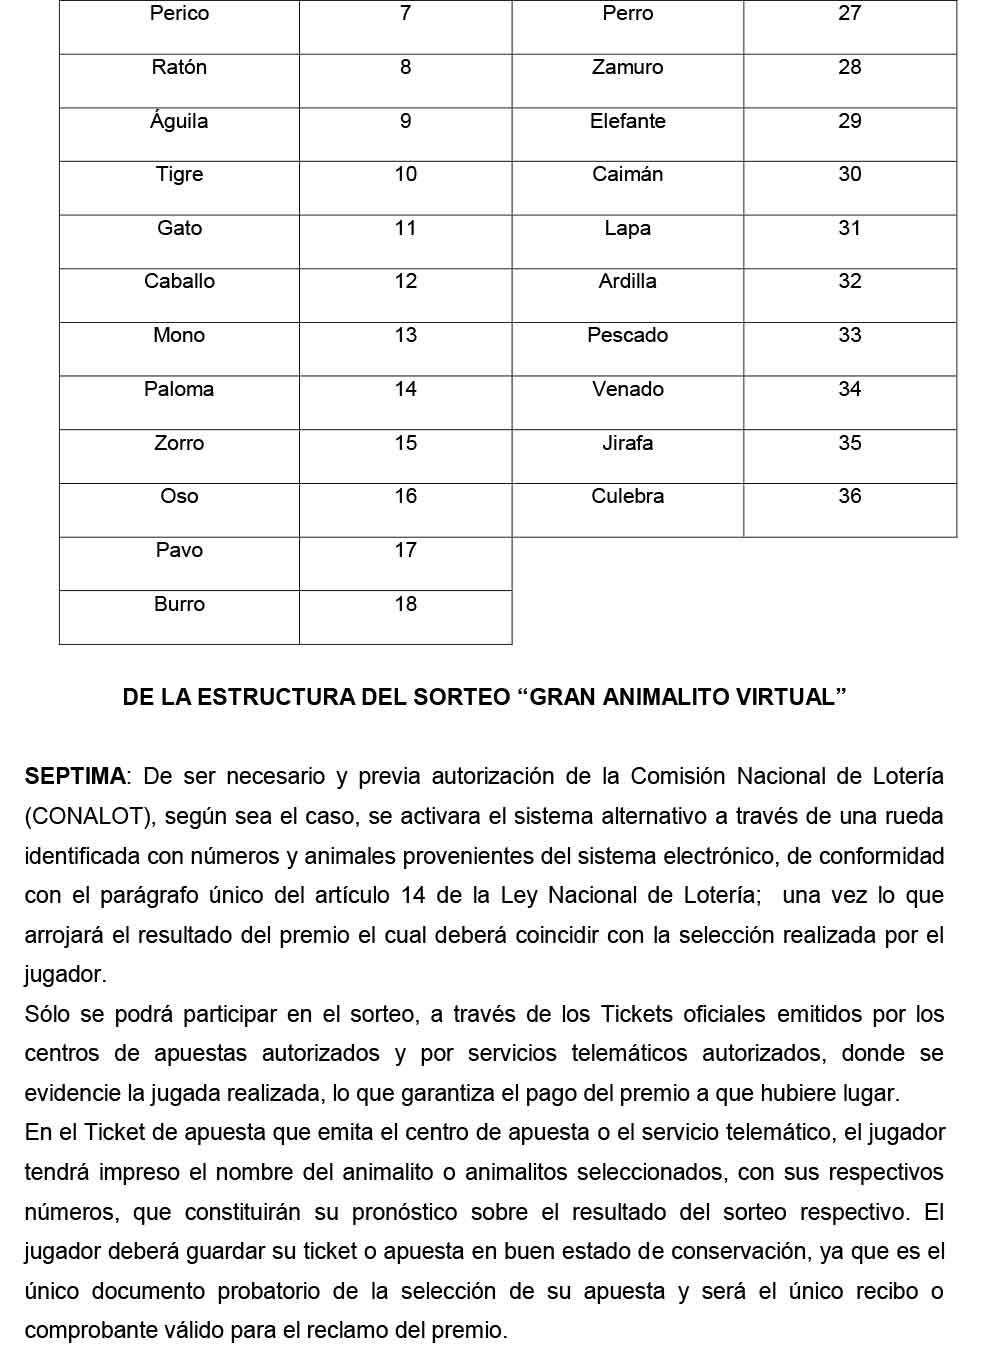 Perico 7 Perro 27
Ratón 8 Zamuro 28
Águila 9 Elefante 29
Tigre 10 Caimán 30
Gato 11 Lapa 31
Caballo 12 Ardilla 32
Mono 13 Pescado 33
Paloma 14 Venado 34
Zorro 15 Jirafa 35
Oso 16 Culebra 36
Pavo 17
Burro 18
DE LA ESTRUCTURA DEL SORTEO “GRAN ANIMALITO VIRTUAL”
SEPTIMA: De ser necesario y previa autorización de la Comisión Nacional de Lotería
(CONALOT), según sea el caso, se activara el sistema alternativo a través de una rueda
identificada con números y animales provenientes del sistema electrónico, de conformidad
con el parágrafo único del artículo 14 de la Ley Nacional de Lotería; una vez lo que
arrojará el resultado del premio el cual deberá coincidir con la selección realizada por el
jugador.
Sólo se podrá participar en el sorteo, a través de los Tickets oficiales emitidos por los
centros de apuestas autorizados y por servicios telemáticos autorizados, donde se
evidencie la jugada realizada, lo que garantiza el pago del premio a que hubiere lugar.
En el Ticket de apuesta que emita el centro de apuesta o el servicio telemático, el jugador
tendrá impreso el nombre del animalito o animalitos seleccionados, con sus respectivos
números, que constituirán su pronóstico sobre el resultado del sorteo respectivo. El
jugador deberá guardar su ticket o apuesta en buen estado de conservación, ya que es el
único documento probatorio de la selección de su apuesta y será el único recibo o
comprobante válido para el reclamo del premio.